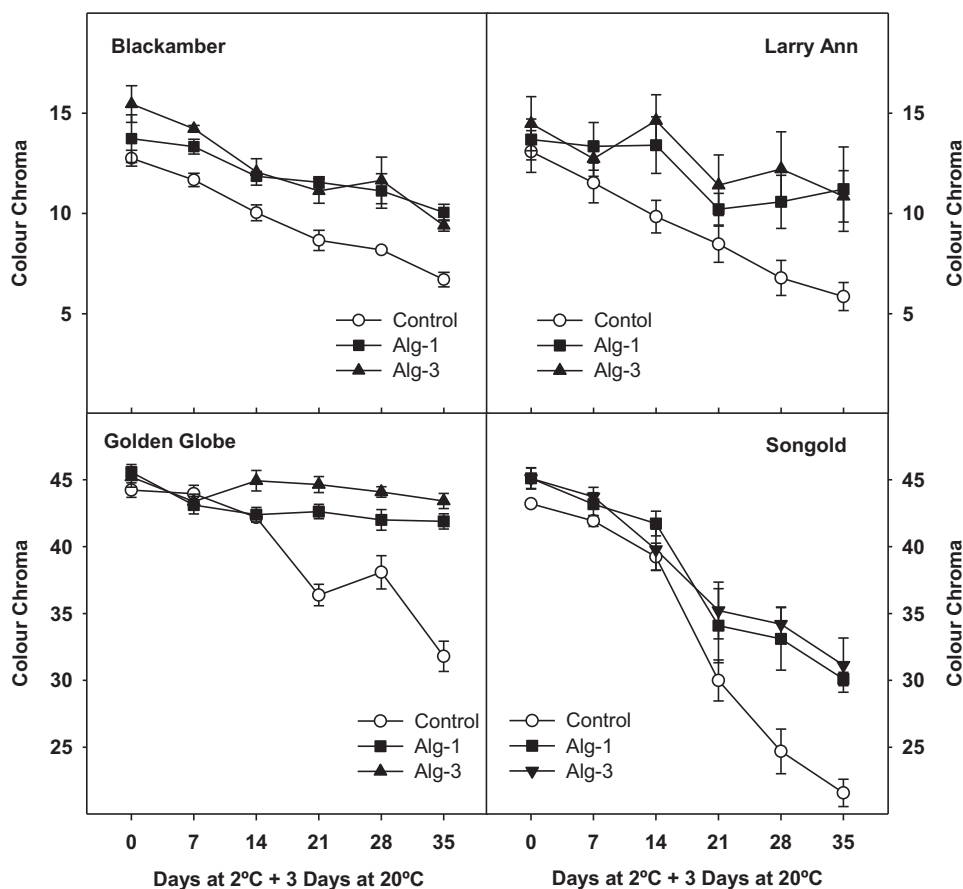 Blackamber
Larry Ann
15
10
5
Colour Chroma
Control
Alg-1
Alg-3
Contol
Alg-1
Alg-3
15
10
5
Colour Chroma
Golden Globe
Songold
45
40
35
30
25
Colour Chroma
Control
Alg-1
Alg-3
Control
Alg-1
Alg-3
45
40
35
30
25
Colour Chroma
0 7 14 21 28 35
0 7 14 21 28 35
Days at 2ºC + 3 Days at 20ºC
Days at 2ºC + 3 Days at 20ºC